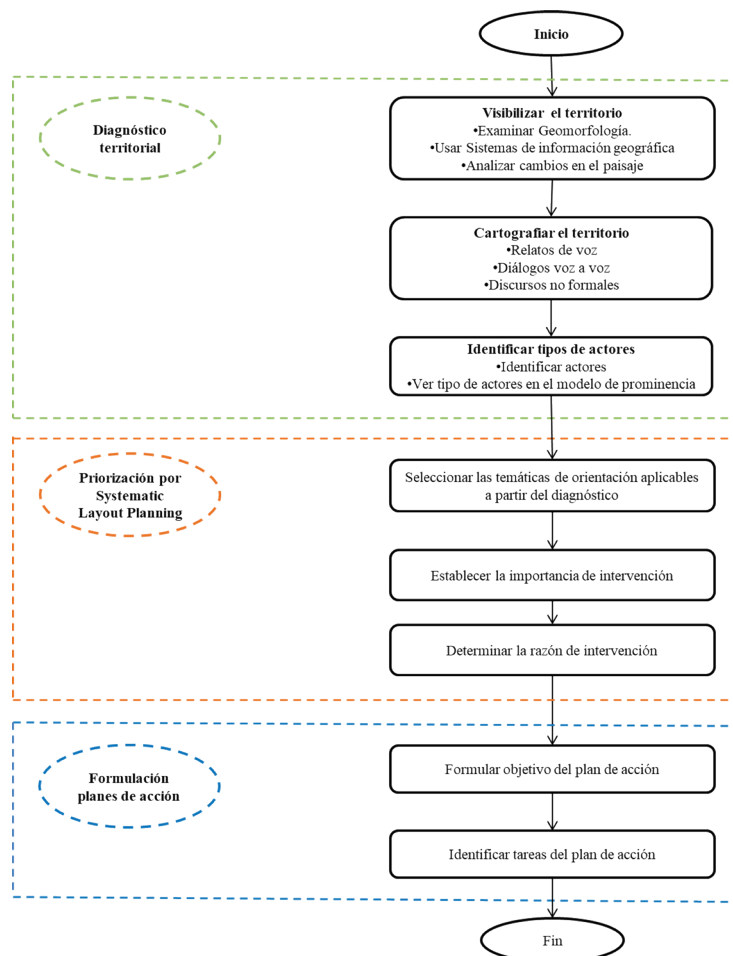 Inicio
Diagnóstico
territorial
Visibilizar el territorio
•Examinar Geomorfología.
•Usar Sistemas de información geográfica
•Analizar cambios en el paisaje
Cartografiar el territorio
•Relatos de voz
•Diálogos voz a voz
•Discursos no formales
Identificar tipos de actores
•Identificar actores
•Ver tipo de actores en el modelo de prominencia
Priorización por
Systematic
Layout Planning
Seleccionar las temáticas de orientación aplicables
a partir del diagnóstico
Establecer la importancia de intervención
Determinar la razón de intervención
Formulación
planes de acción
Formular objetivo del plan de acción
Identificar tareas del plan de acción
Fin